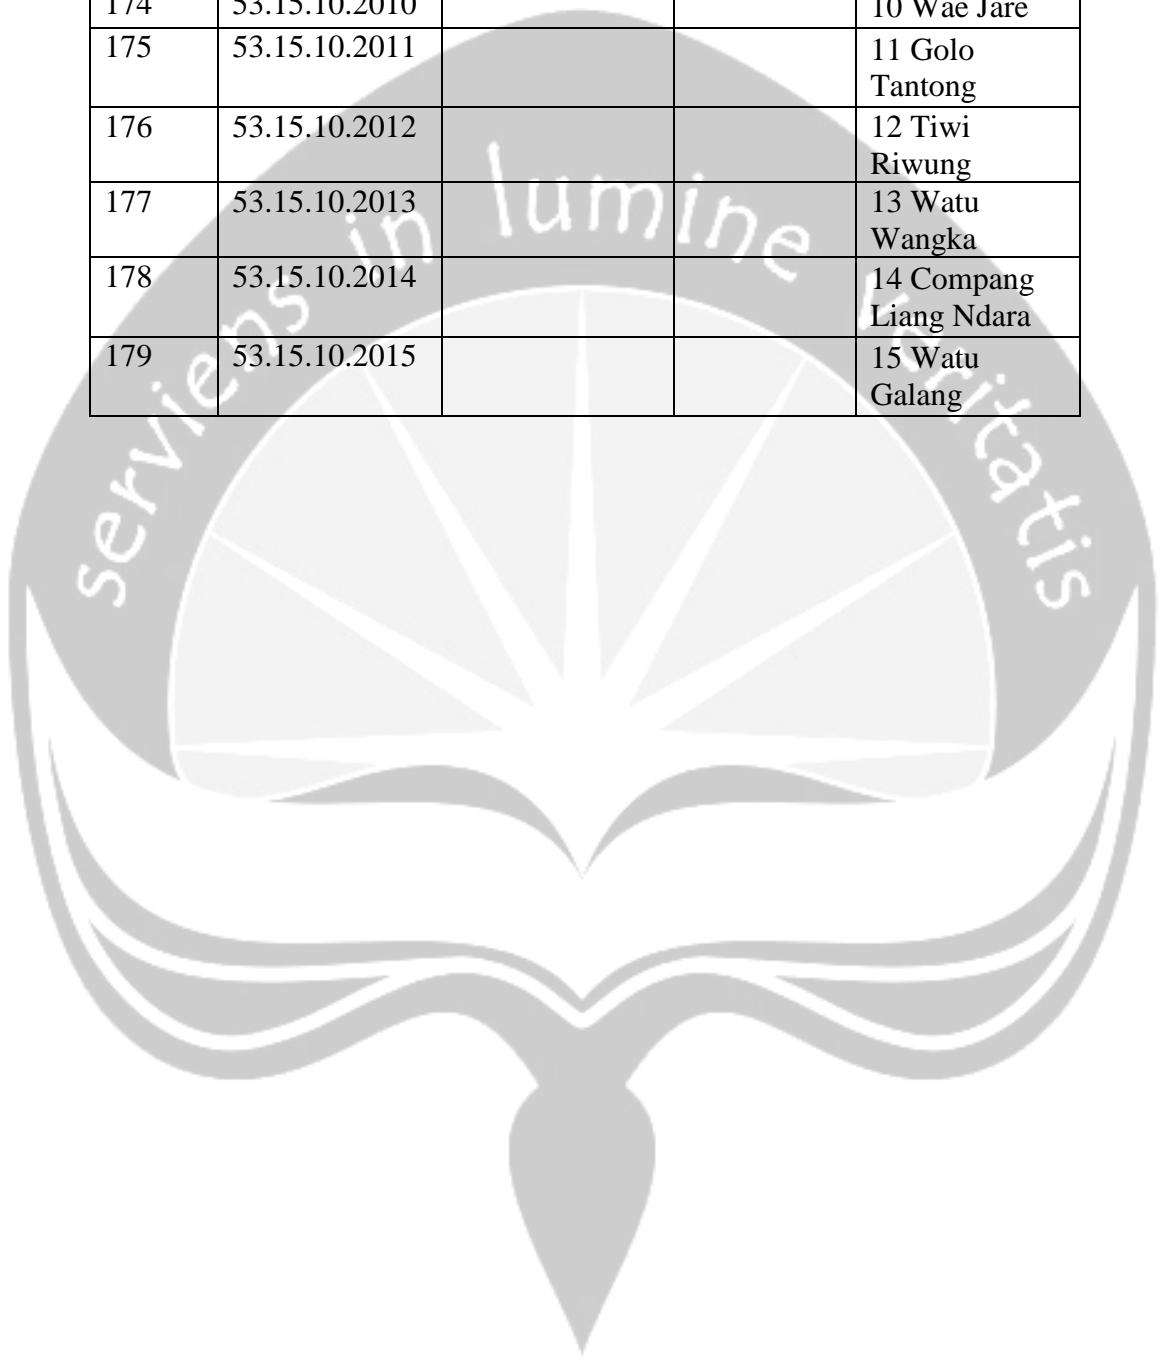 174 53.15.10.2010 10 Wae Jare
175 53.15.10.2011 11 Golo
Tantong
176 53.15.10.2012 12 Tiwi
Riwung
177 53.15.10.2013 13 Watu
Wangka
178 53.15.10.2014 14 Compang
Liang Ndara
179 53.15.10.2015 15 Watu
Galang
serviens in lumine veritatis